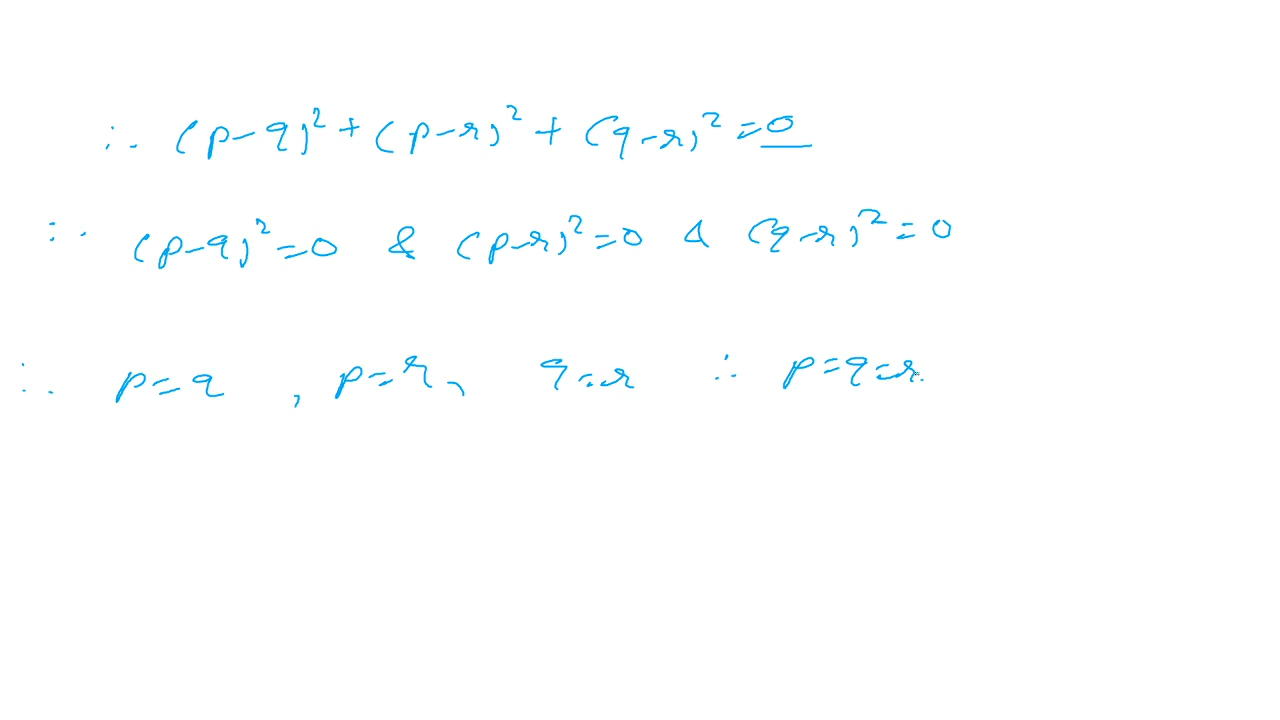 ∴ (p-q)² + (p-r)² + (q-r)² = 0
∴ (p-q)² = 0 & (p-r)² = 0 & (q-r)² = 0
∴ p = q , p = r, q = r ∴ p = q = r.